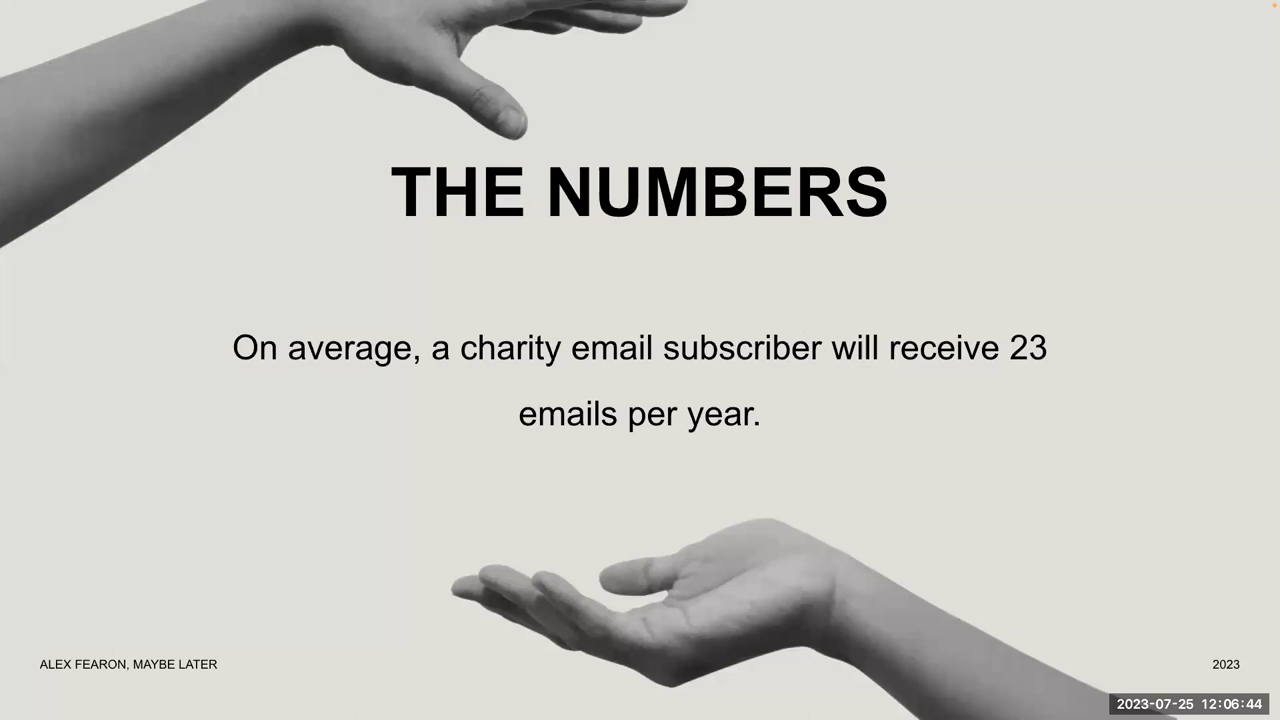 THE NUMBERS
On average, a charity email subscriber will receive 23
emails per year.
ALEX FEARON, MAYBE LATER
2023
2023-07-25 12:06:44